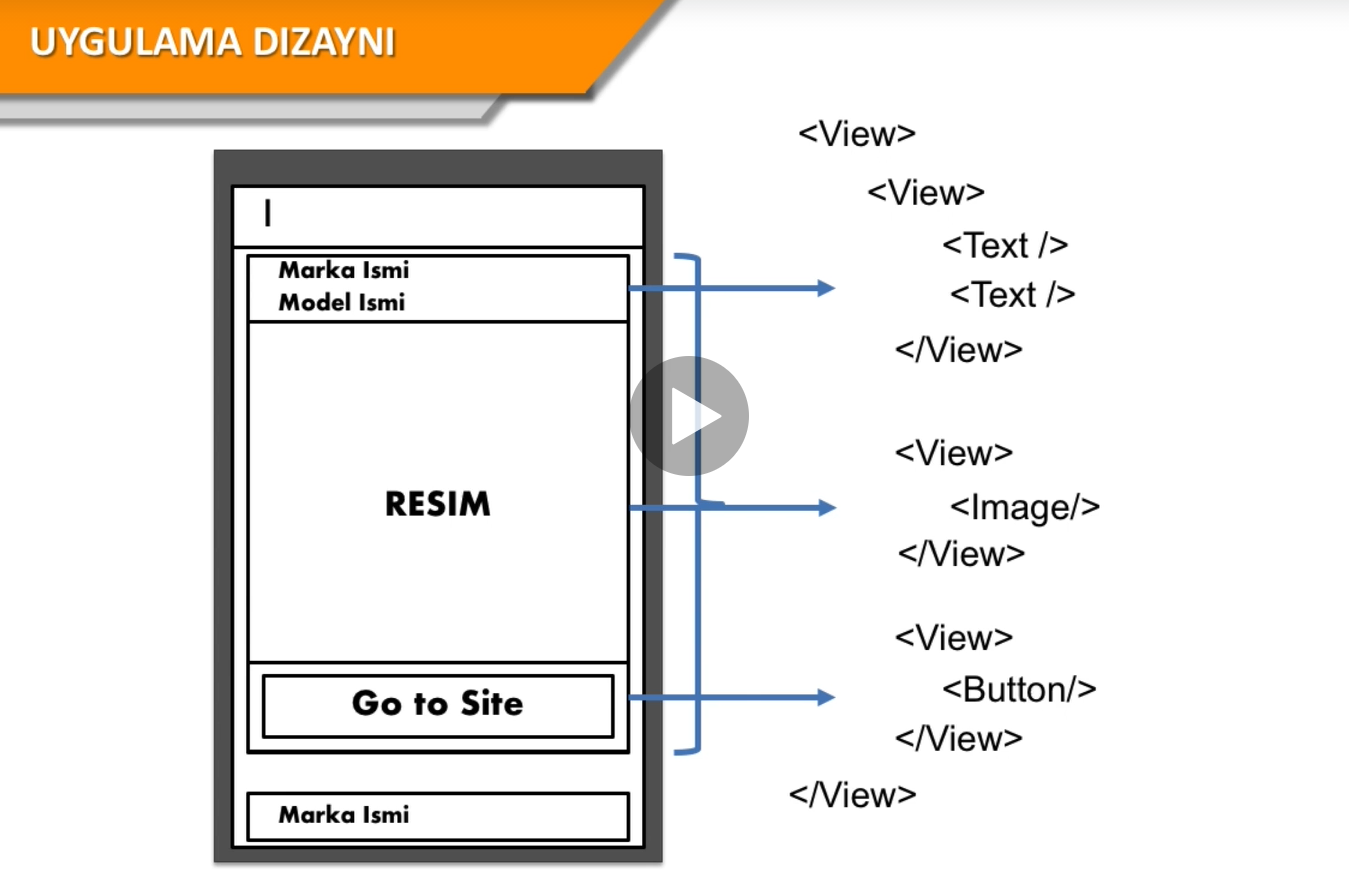 UYGULAMA DIZAYNI
|
Marka Ismi
Model Ismi
RESIM
Go to Site
Marka Ismi
<View>
<View>
<Text />
<Text />
</View>
<View>
<Image/>
</View>
<View>
<Button/>
</View>
</View>